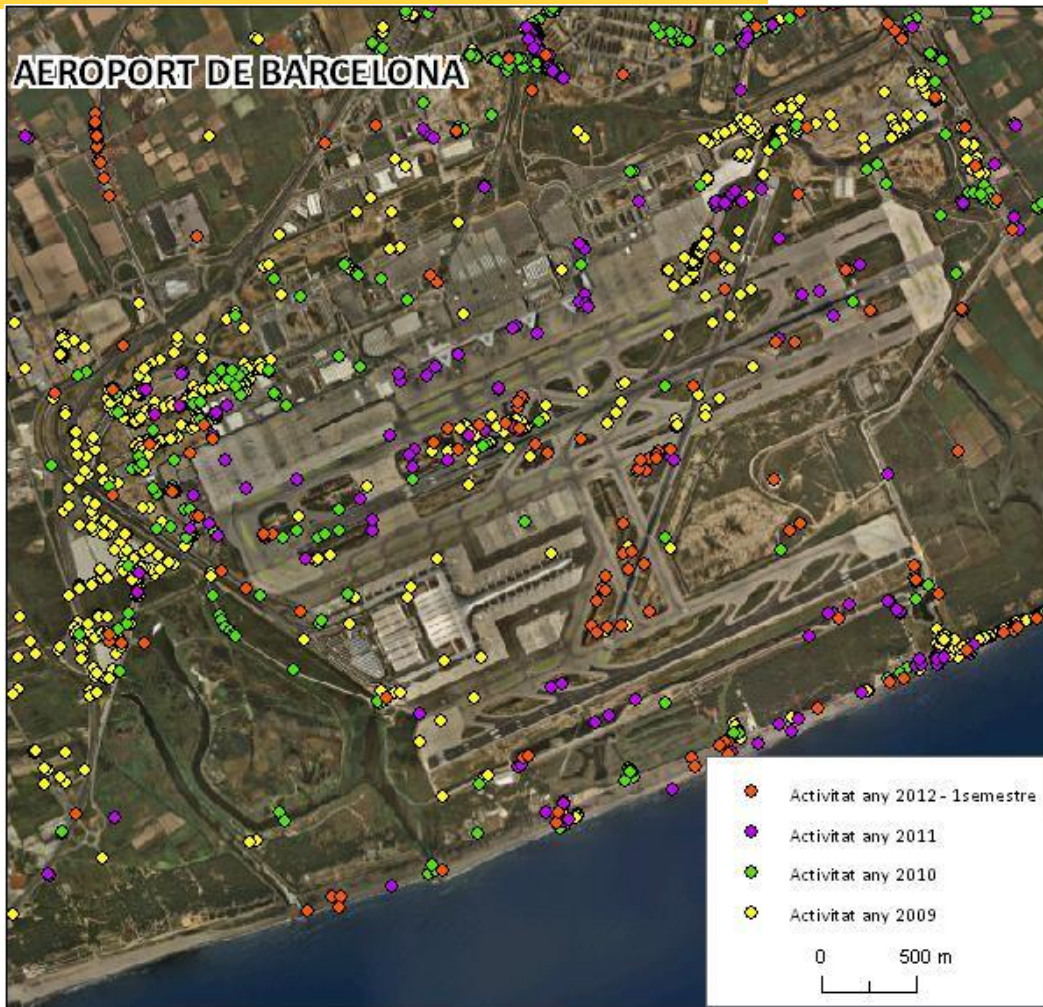 AEROPORT DE BARCELONA
Activitat any 2012 - 1semestre
Activitat any 2011
Activitat any 2010
Activitat any 2009
0 500 m